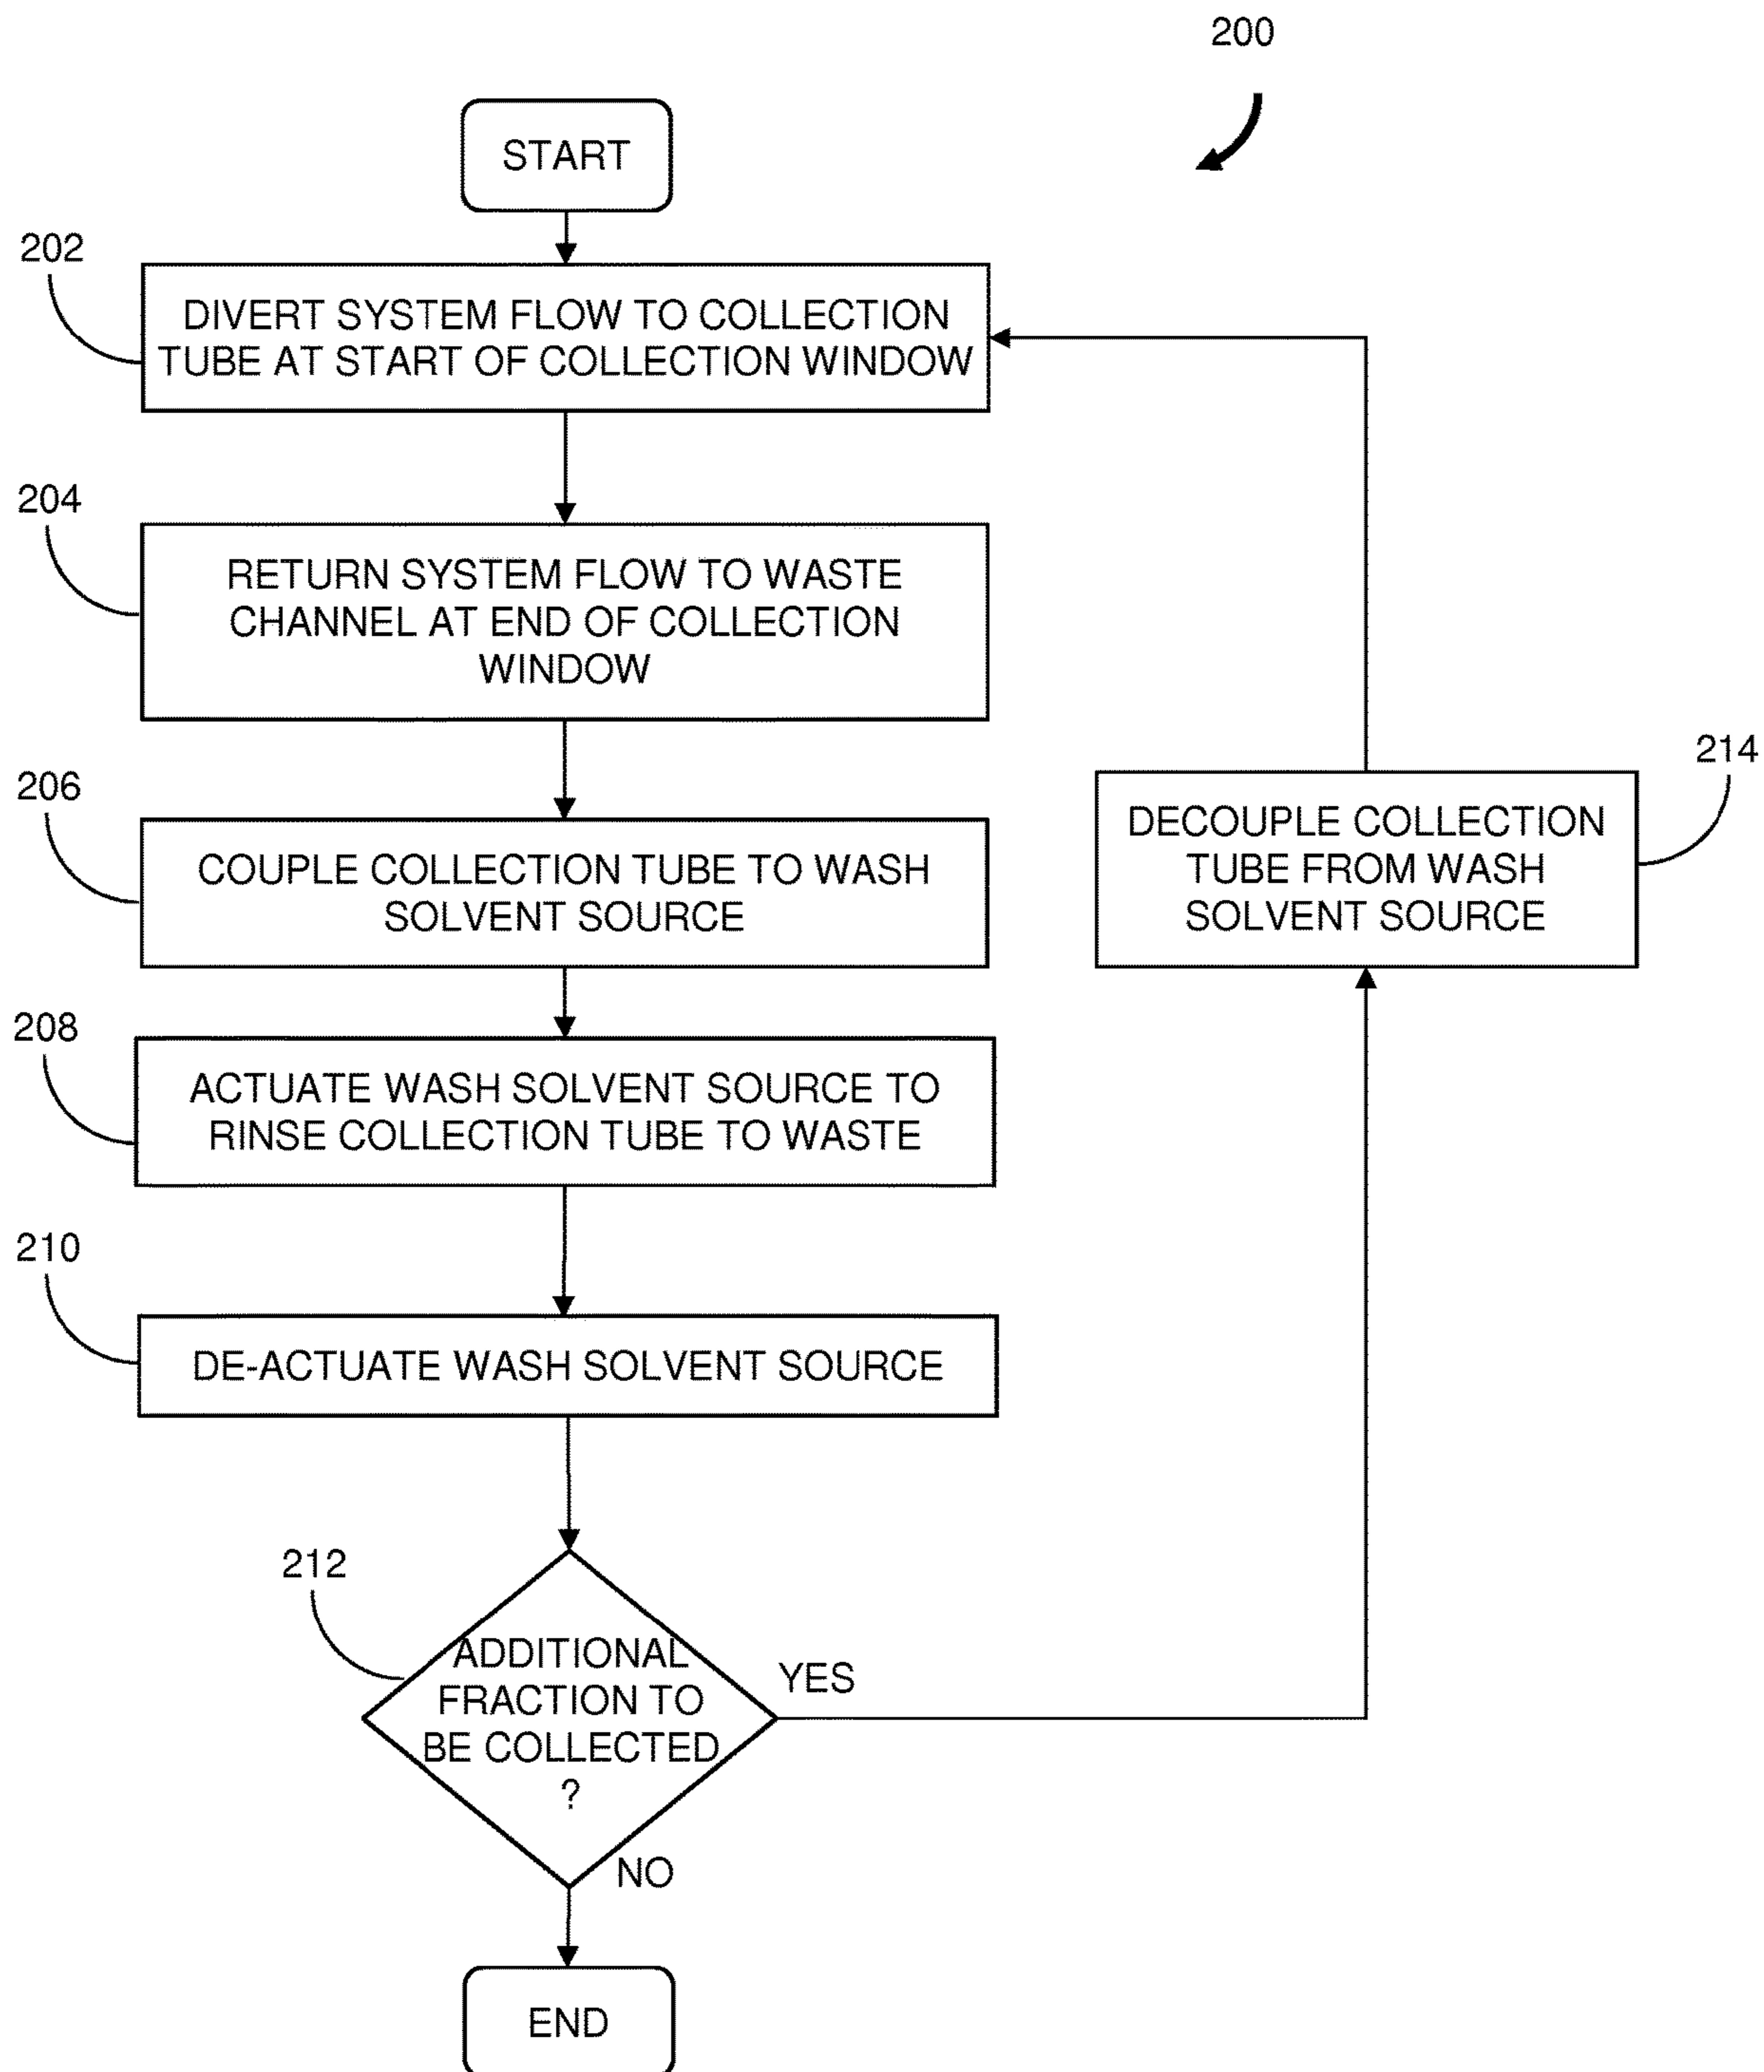 200
START
202
DIVERT SYSTEM FLOW TO COLLECTION
TUBE AT START OF COLLECTION WINDOW
204
RETURN SYSTEM FLOW TO WASTE
CHANNEL AT END OF COLLECTION
WINDOW
206
COUPLE COLLECTION TUBE TO WASH
SOLVENT SOURCE
214
DECOUPLE COLLECTION
TUBE FROM WASH
SOLVENT SOURCE
208
ACTUATE WASH SOLVENT SOURCE TO
RINSE COLLECTION TUBE TO WASTE
210
DE-ACTUATE WASH SOLVENT SOURCE
212
ADDITIONAL
FRACTION TO
BE COLLECTED
?
YES
NO
END